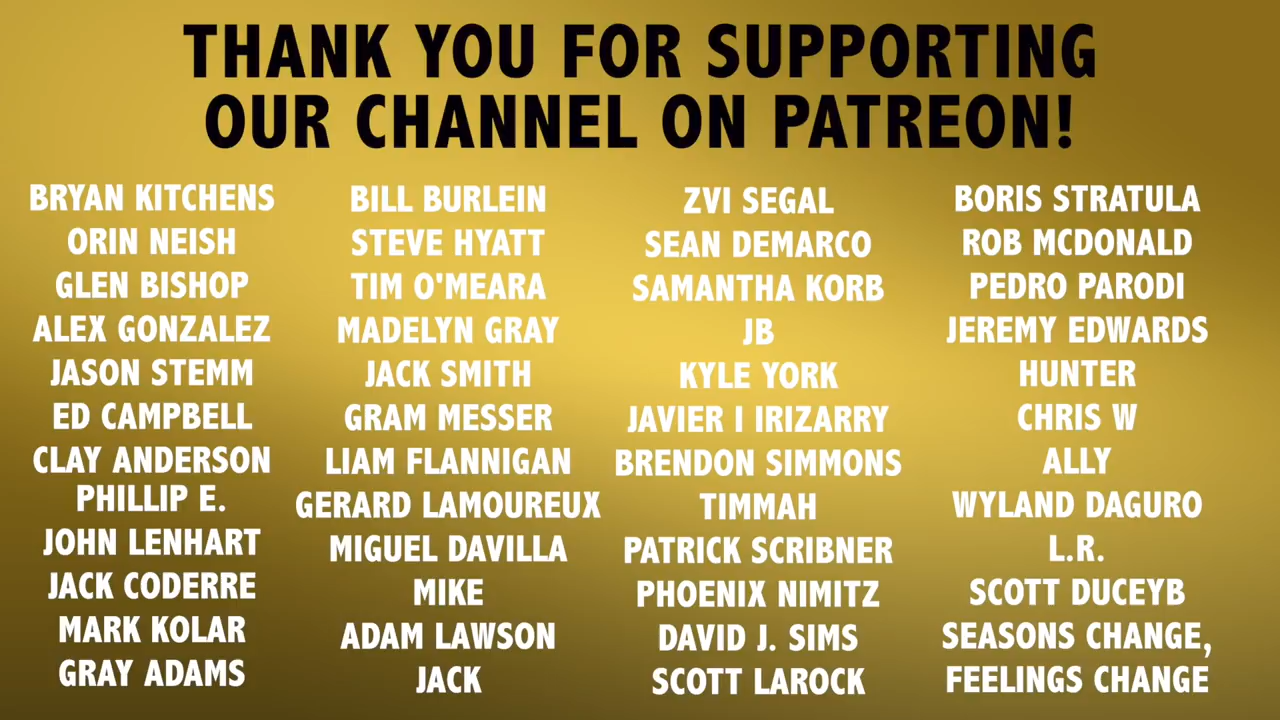 THANK YOU FOR SUPPORTING
OUR CHANNEL ON PATREON!
BRYAN KITCHENS
ORIN NEISH
GLEN BISHOP
ALEX GONZALEZ
JASON STEMM
ED CAMPBELL
CLAY ANDERSON
PHILLIP E.
JOHN LENHART
JACK CODERRE
MARK KOLAR
GRAY ADAMS
BILL BURLEIN
STEVE HYATT
TIM O'MEARA
MADELYN GRAY
JACK SMITH
GRAM MESSER
LIAM FLANNIGAN
GERARD LAMOUREUX
MIGUEL DAVILLA
MIKE
ADAM LAWSON
JACK
ZVI SEGAL
SEAN DEMARCO
SAMANTHA KORB
JB
KYLE YORK
JAVIER I IRIZARRY
BRENDON SIMMONS
TIMMAH
PATRICK SCRIBNER
PHOENIX NIMITZ
DAVID J. SIMS
SCOTT LAROCK
BORIS STRATULA
ROB MCDONALD
PEDRO PARODI
JEREMY EDWARDS
HUNTER
CHRIS W
ALLY
WYLAND DAGURO
L.R.
SCOTT DUCEYB
SEASONS CHANGE,
FEELINGS CHANGE